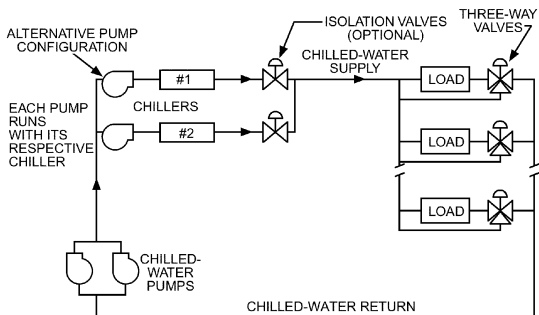 ALTERNATIVE PUMP
CONFIGURATION
ISOLATION VALVES
(OPTIONAL)
THREE-WAY
VALVES
CHILLED-WATER
SUPPLY
#1
LOAD
EACH PUMP
RUNS
WITH ITS
RESPECTIVE
CHILLER
CHILLERS
#2
LOAD
LOAD
CHILLED-
WATER
PUMPS
CHILLED-WATER RETURN